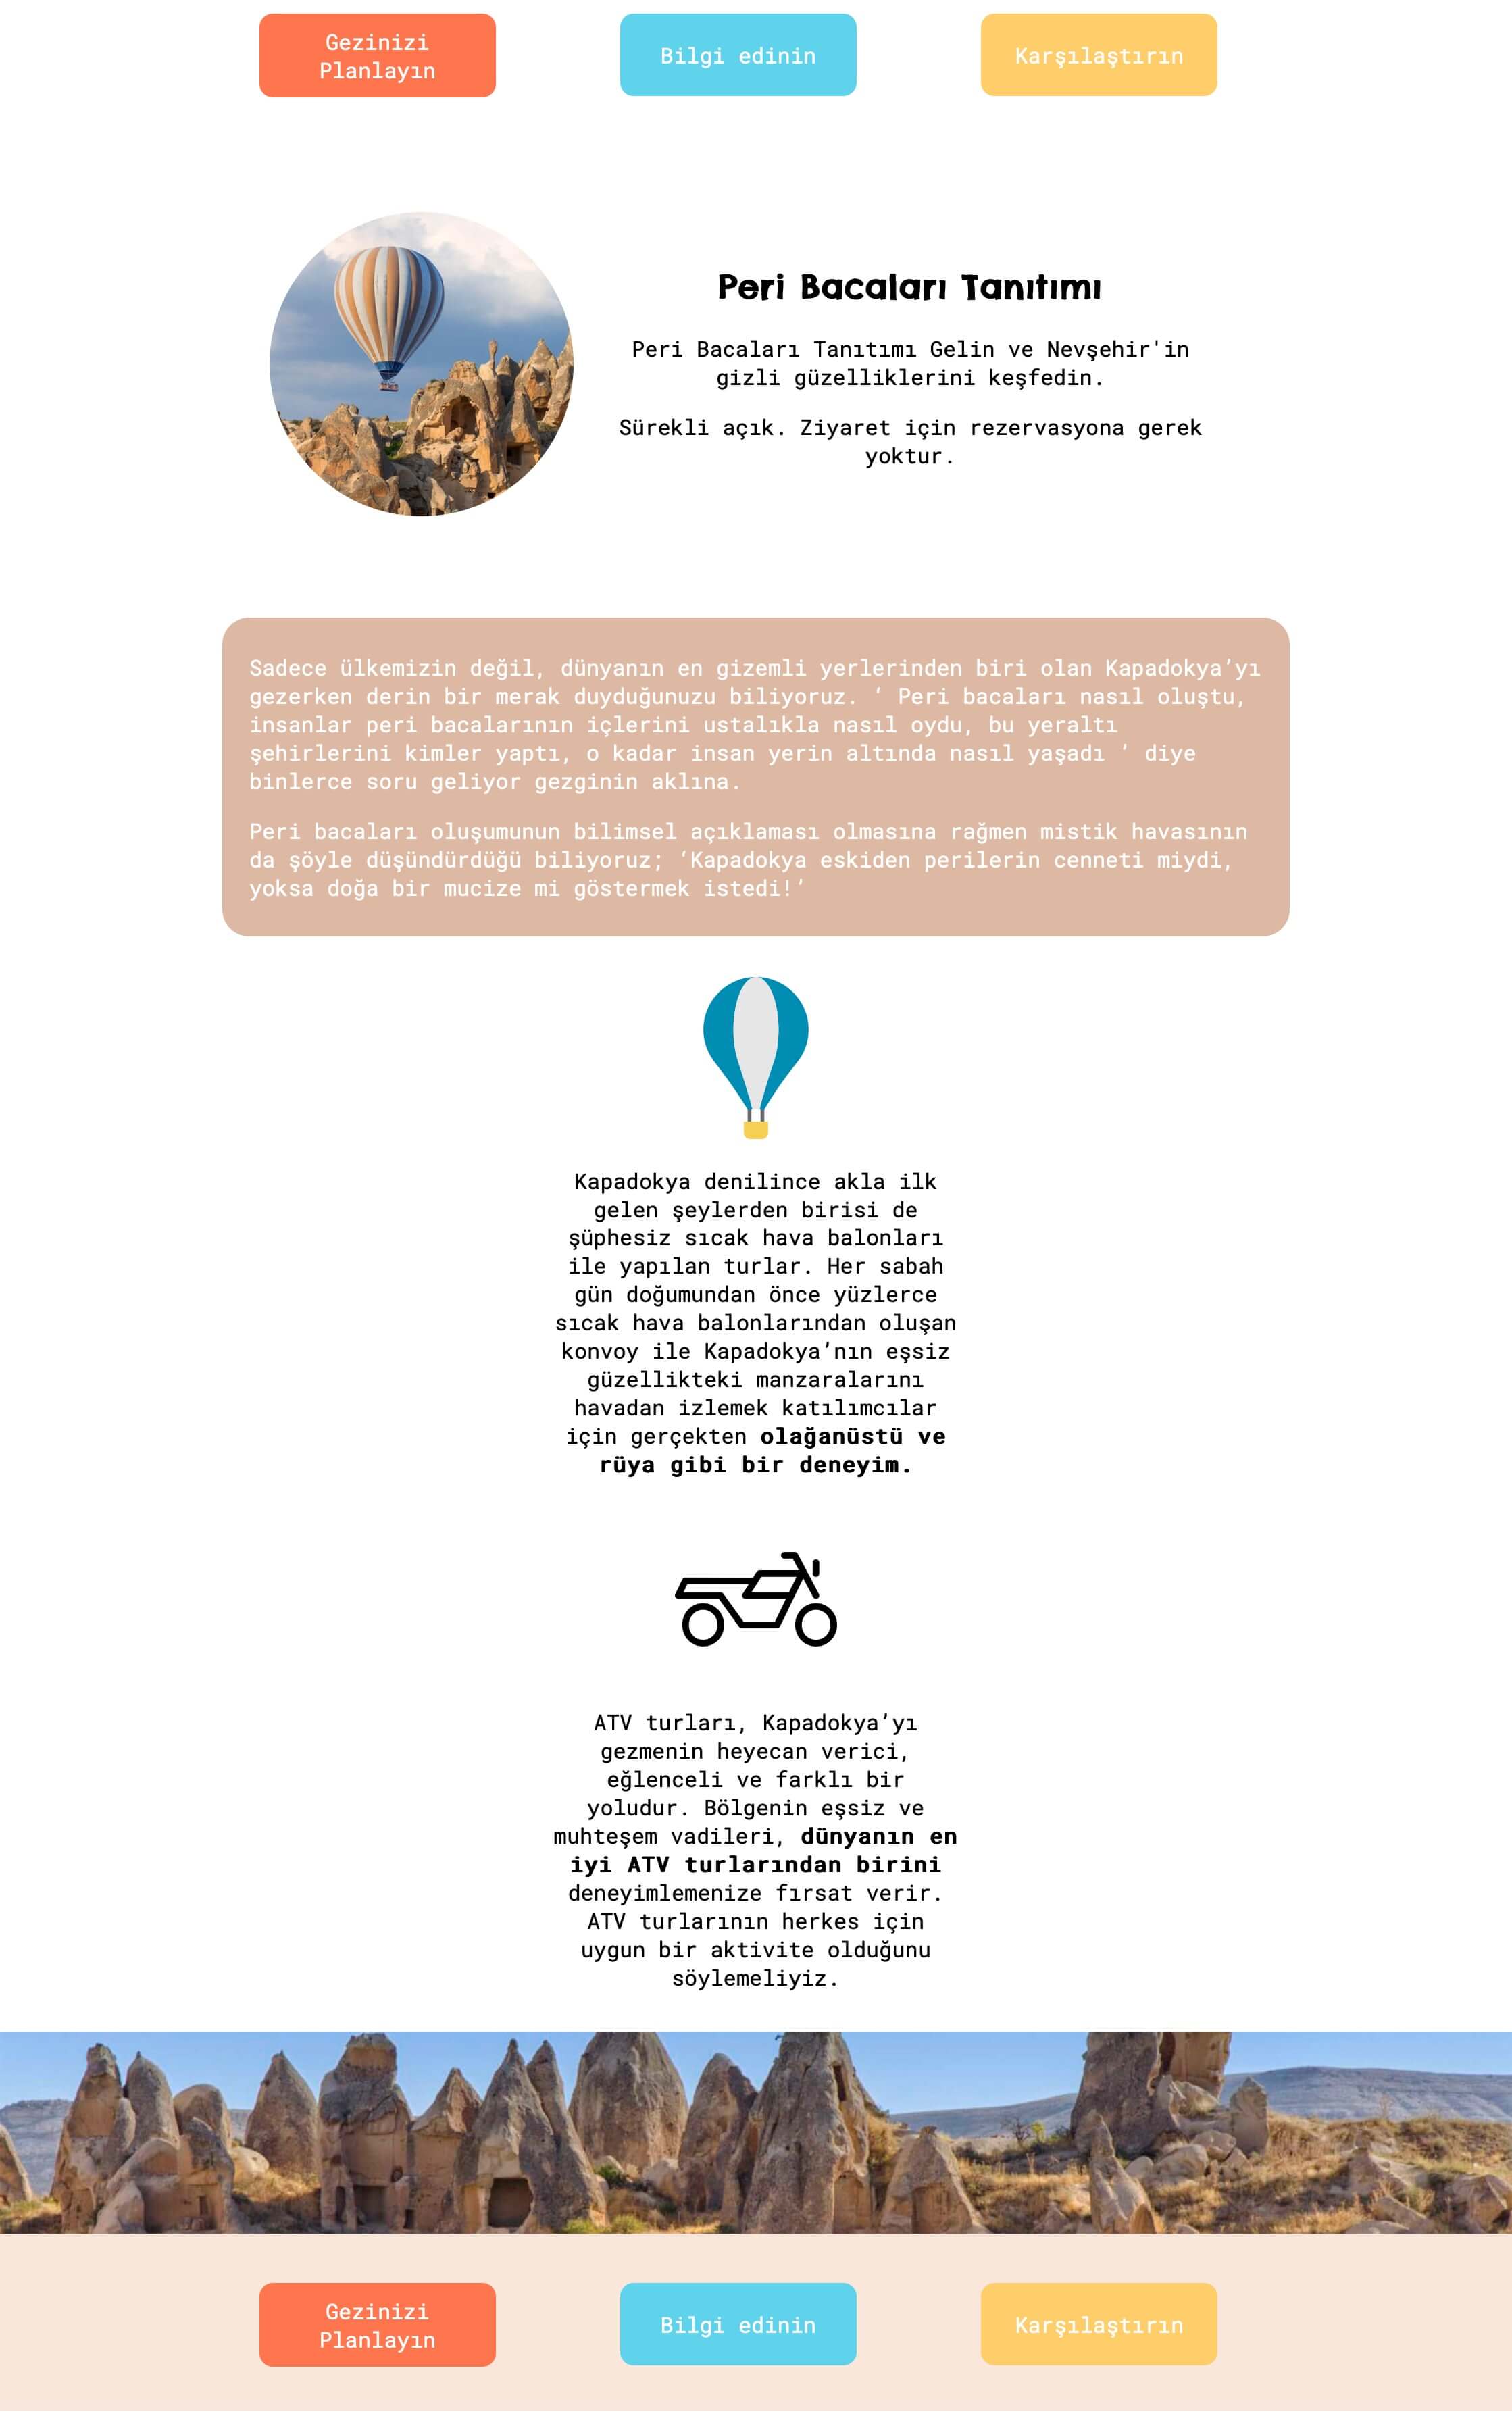 Gezinizi
Planlayın
Bilgi edinin
Karşılaştırın
Peri Bacaları Tanıtımı
Peri Bacaları Tanıtımı Gelin ve Nevşehir'in
gizli güzelliklerini keşfedin.
Sürekli açık. Ziyaret için rezervasyona gerek
yoktur.
Sadece ülkemizin değil, dünyanın en gizemli yerlerinden biri olan Kapadokya’yı
gezerken derin bir merak duyduğunuzu biliyoruz. ‘ Peri bacaları nasıl oluştu,
insanlar peri bacalarının içlerini ustalıkla nasıl oydu, bu yeraltı
şehirlerini kimler yaptı, o kadar insan yerin altında nasıl yaşadı ’ diye
binlerce soru geliyor gezginin aklına.
Peri bacaları oluşumunun bilimsel açıklaması olmasına rağmen mistik havasının
da şöyle düşündürdüğü biliyoruz; ‘Kapadokya eskiden perilerin cenneti miydi,
yoksa doğa bir mucize mi göstermek istedi!’
Kapadokya denilince akla ilk
gelen şeylerden birisi de
şüphesiz sıcak hava balonları
ile yapılan turlar. Her sabah
gün doğumundan önce yüzlerce
sıcak hava balonlarından oluşan
konvoy ile Kapadokya’nın eşsiz
güzellikteki manzaralarını
havadan izlemek katılımcılar
için gerçekten olağanüstü ve
rüya gibi bir deneyim.
ATV turları, Kapadokya’yı
gezmenin heyecan verici,
eğlenceli ve farklı bir
yoludur. Bölgenin eşsiz ve
muhteşem vadileri, dünyanın en
iyi ATV turlarından birini
deneyimlemenize fırsat verir.
ATV turlarının herkes için
uygun bir aktivite olduğunu
söylemeliyiz.
Gezinizi
Planlayın
Bilgi edinin
Karşılaştırın